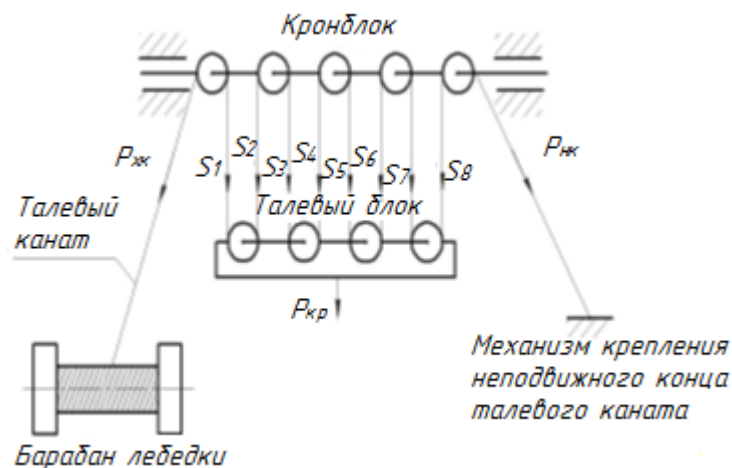 Кронблок
Pхк
S1
S2
S3
S4
S5
S6
S7
S8
Pнк
Талевый
канат
Талевый блок
Pкр
Механизм крепления
неподвижного конца
талевого каната
Барабан лебедки